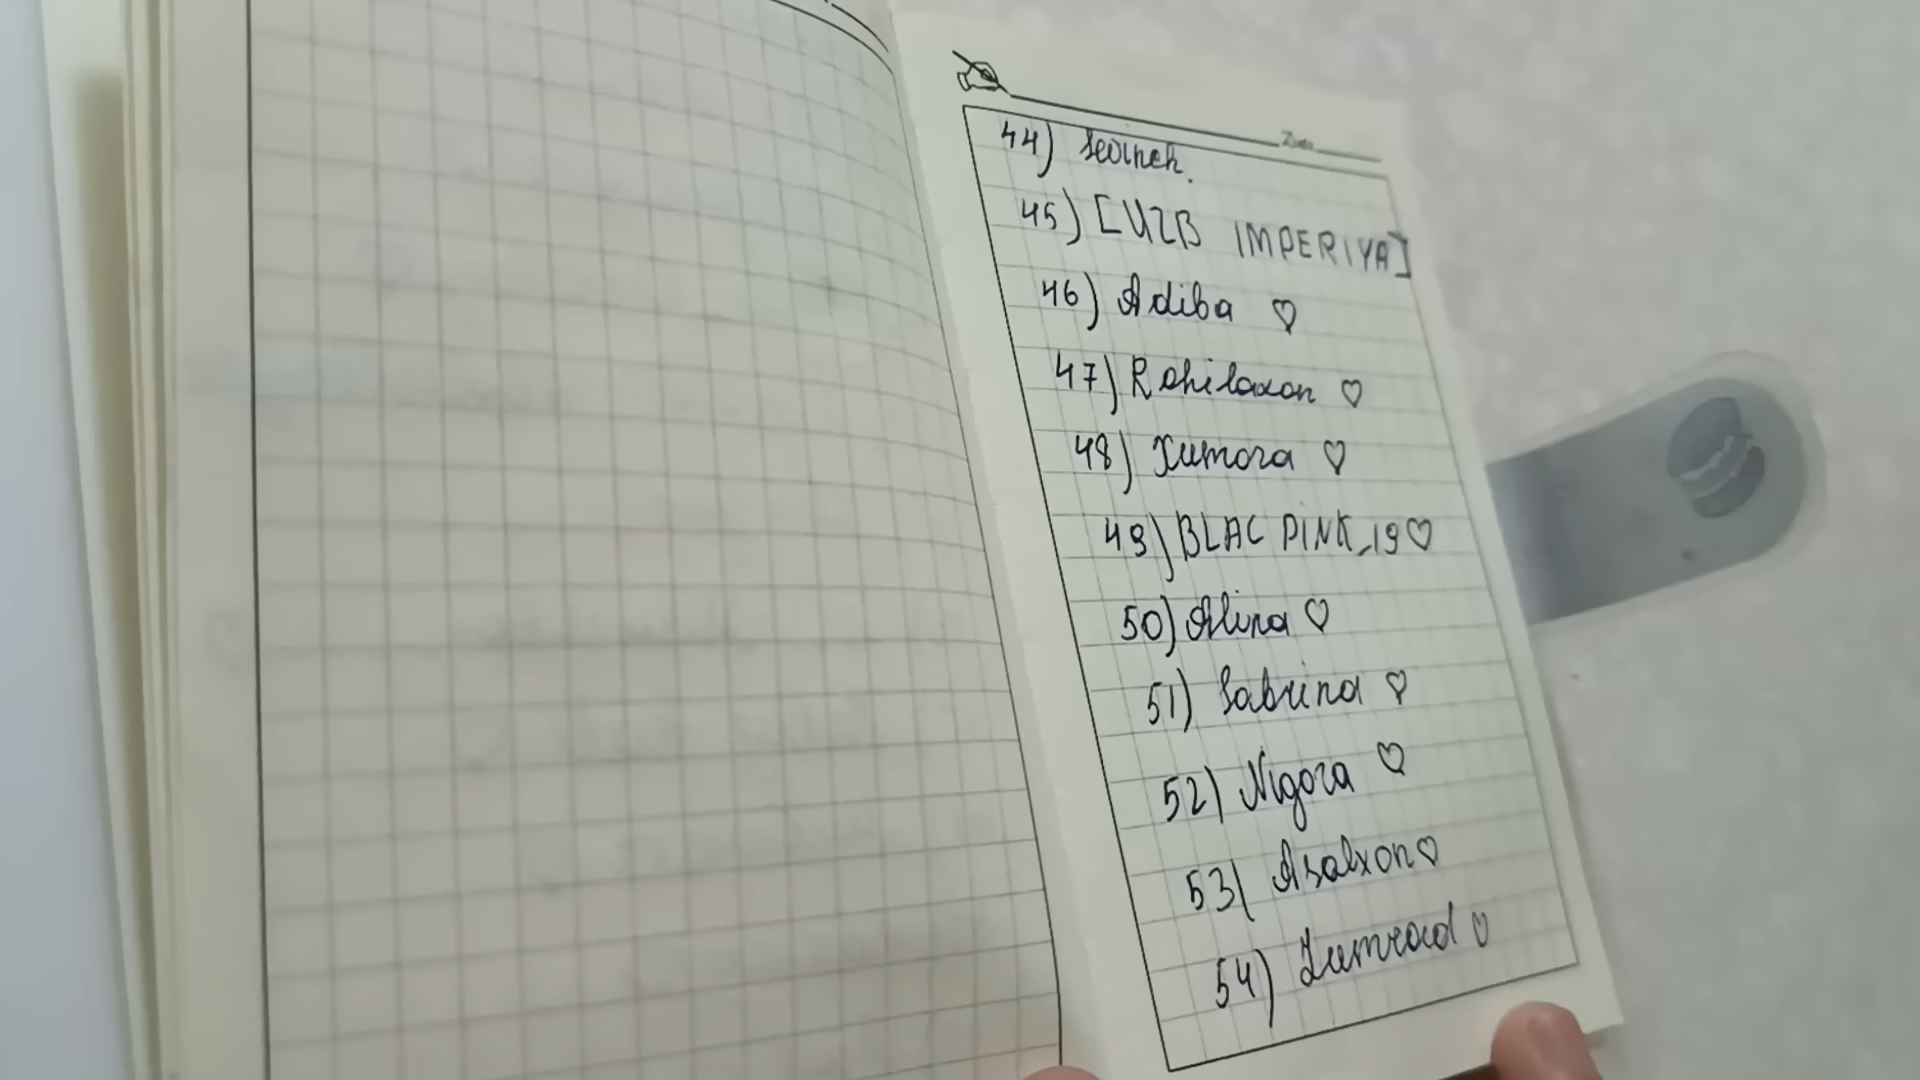 44) Sevinch.
45) [UZB IMPERIYA]
46) Adiba ♡
47) Rohilaxon ♡
48) Xumora ♡
49) BLAC PINK_19 ♡
50) Alina ♡
51) Sabrina ♡
52) Nigora ♡
53) Asalxon ♡
54) Zumrad ♡